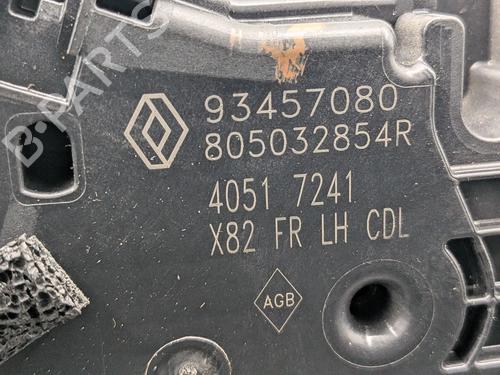 B-PARTS
93457080
805032854R
4051 7241
X82 FR LH CDL
AGB